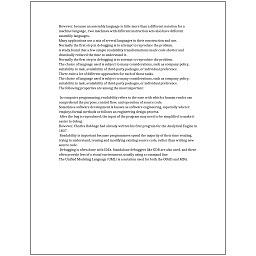 However, because an assembly language is little more than a different notation for a
machine language, two machines with different instruction sets also have different
assembly languages.
Many applications use a mix of several languages in their construction and use.
Normally the first step in debugging is to attempt to reproduce the problem.
A study found that a few simple readability transformations made code shorter and
drastically reduced the time to understand it.
Normally the first step in debugging is to attempt to reproduce the problem.
The choice of language used is subject to many considerations, such as company policy,
suitability to task, availability of third-party packages, or individual preference.
There exist a lot of different approaches for each of those tasks.
The choice of language used is subject to many considerations, such as company policy,
suitability to task, availability of third-party packages, or individual preference.
The following properties are among the most important:
In computer programming, readability refers to the ease with which a human reader can
comprehend the purpose, control flow, and operation of source code.
Sometimes software development is known as software engineering, especially when it
employs formal methods or follows an engineering design process.
After the bug is reproduced, the input of the program may need to be simplified to make it
easier to debug.
However, Charles Babbage had already written his first program for the Analytical Engine in
1837.
Readability is important because programmers spend the majority of their time reading,
trying to understand, reusing and modifying existing source code, rather than writing new
source code.
Debugging is often done with IDEs. Standalone debuggers like GDB are also used, and these
often provide less of a visual environment, usually using a command line.
The Unified Modeling Language (UML) is a notation used for both the OOAD and MDA.